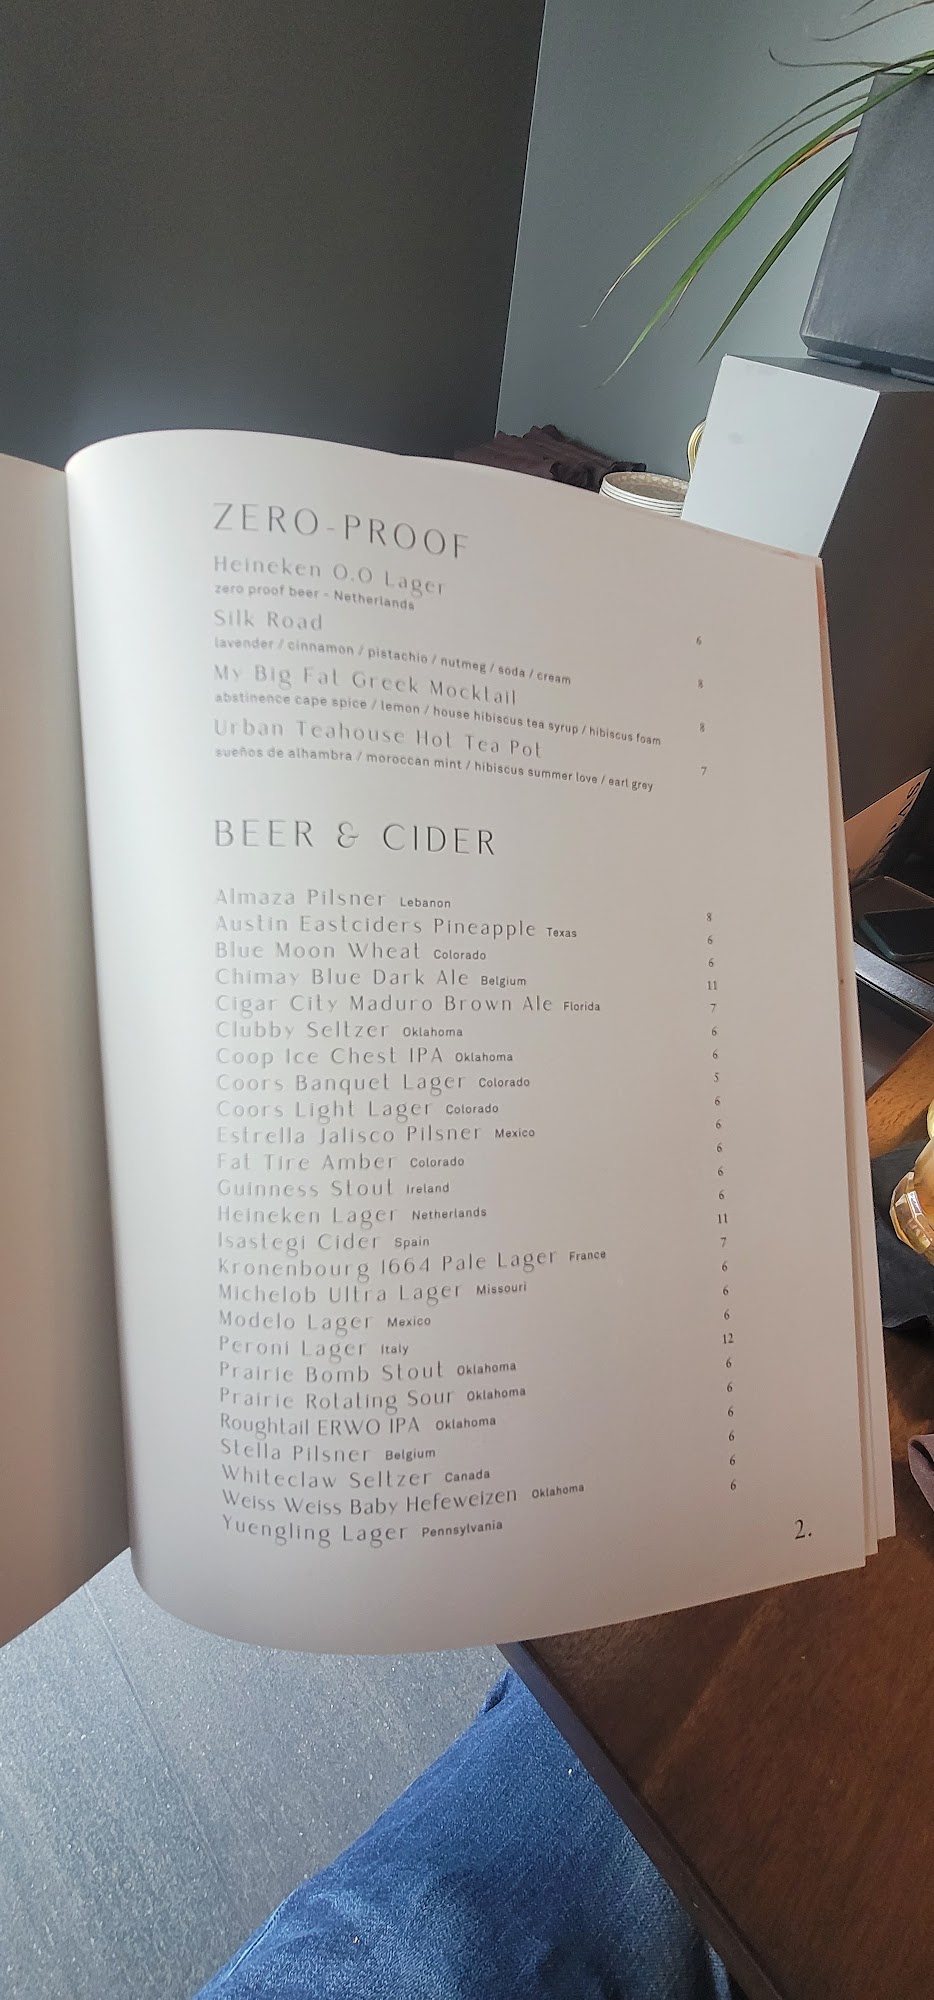 ZERO-PROOF
Heineken 0.0 Lager 6
zero proof beer - Netherlands
Silk Road 8
lavender / cinnamon / pistachio / nutmeg / soda / cream
My Big Fat Greek Mocktail 8
abstinence cape spice / lemon / house hibiscus tea syrup / hibiscus foam
Urban Teahouse Hot Tea Pot 7
sueños de alhambra / moroccan mint / hibiscus summer love / earl grey
BEER & CIDER
Almaza Pilsner Lebanon 8
Austin Eastciders Pineapple Texas 6
Blue Moon Wheat Colorado 6
Chimay Blue Dark Ale Belgium 11
Cigar City Maduro Brown Ale Florida 7
Clubby Seltzer Oklahoma 6
Coop Ice Chest IPA Oklahoma 6
Coors Banquet Lager Colorado 5
Coors Light Lager Colorado 6
Estrella Jalisco Pilsner Mexico 6
Fat Tire Amber Colorado 6
Guinness Stout Ireland 6
Heineken Lager Netherlands 6
Isastegi Cider Spain 11
Kronenbourg 1664 Pale Lager France 7
Michelob Ultra Lager Missouri 6
Modelo Lager Mexico 6
Peroni Lager Italy 6
Prairie Bomb Stout Oklahoma 12
Prairie Rotating Sour Oklahoma 6
Roughtail ERWO IPA Oklahoma 6
Stella Pilsner Belgium 6
Whiteclaw Seltzer Canada 6
Weiss Weiss Baby Hefeweizen Oklahoma 6
Yuengling Lager Pennsylvania 6
2.